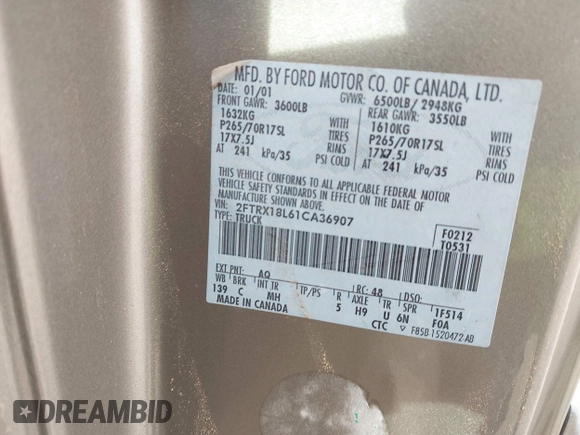 MFD. BY FORD MOTOR CO. OF CANADA, LTD.
DATE: 01/01 GVWR: 6500LB/ 2948KG
FRONT GAWR: 3600LB REAR GAWR: 3550LB
1632KG WITH 1610KG WITH
P265/70R17SL TIRES P265/70R17SL TIRES
17X7.5J RIMS 17X7.5J RIMS
AT 241 kPa/35 PSI COLD AT 241 kPa/35 PSI COLD
THIS VEHICLE CONFORMS TO ALL APPLICABLE FEDERAL MOTOR
VEHICLE SAFETY STANDARDS IN EFFECT ON THE DATE OF
MANUFACTURE SHOWN ABOVE.
VIN: 2FTRX18L61CA36907 F0212
TYPE: TRUCK T0531
EXT PNT: AQ RC: 48 DSO:
WB BRK INT TR TP/PS R AXLE TR SPR 1F514
139 C MH 5 H9 U 6N F0A
MADE IN CANADA CTC ▽ F85B-1520472-AB
DREAMBID